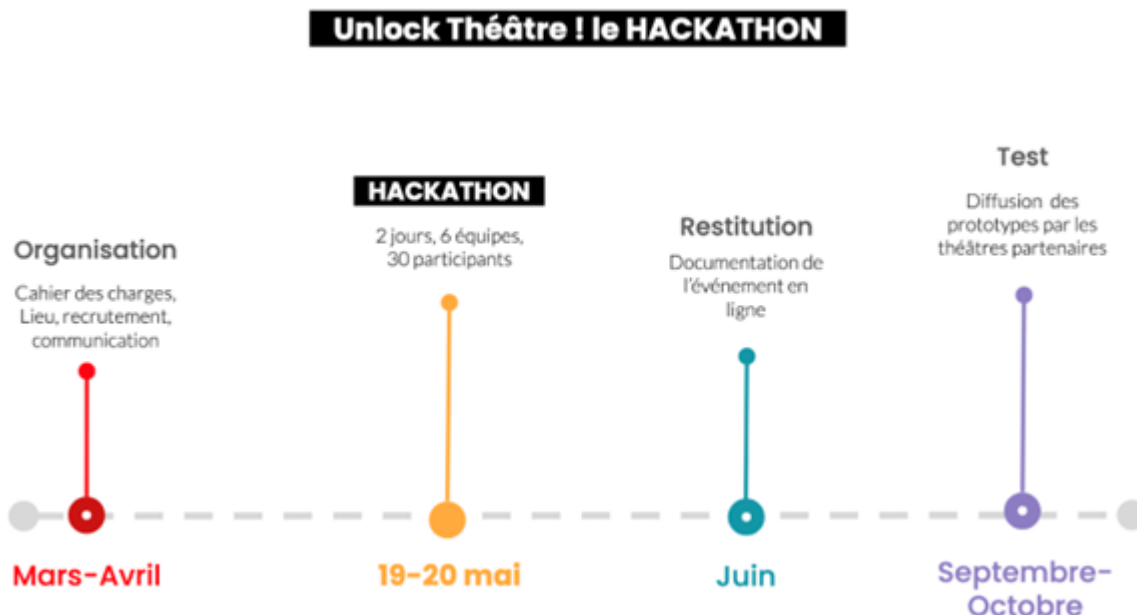 Unlock Théâtre ! le HACKATHON
Organisation
Cahier des charges,
Lieu, recrutement,
communication
Mars-Avril
HACKATHON
2 jours, 6 équipes,
30 participants
19-20 mai
Restitution
Documentation de
l'événement en
ligne
Juin
Test
Diffusion des
prototypes par les
théâtres partenaires
Septembre-
Octobre